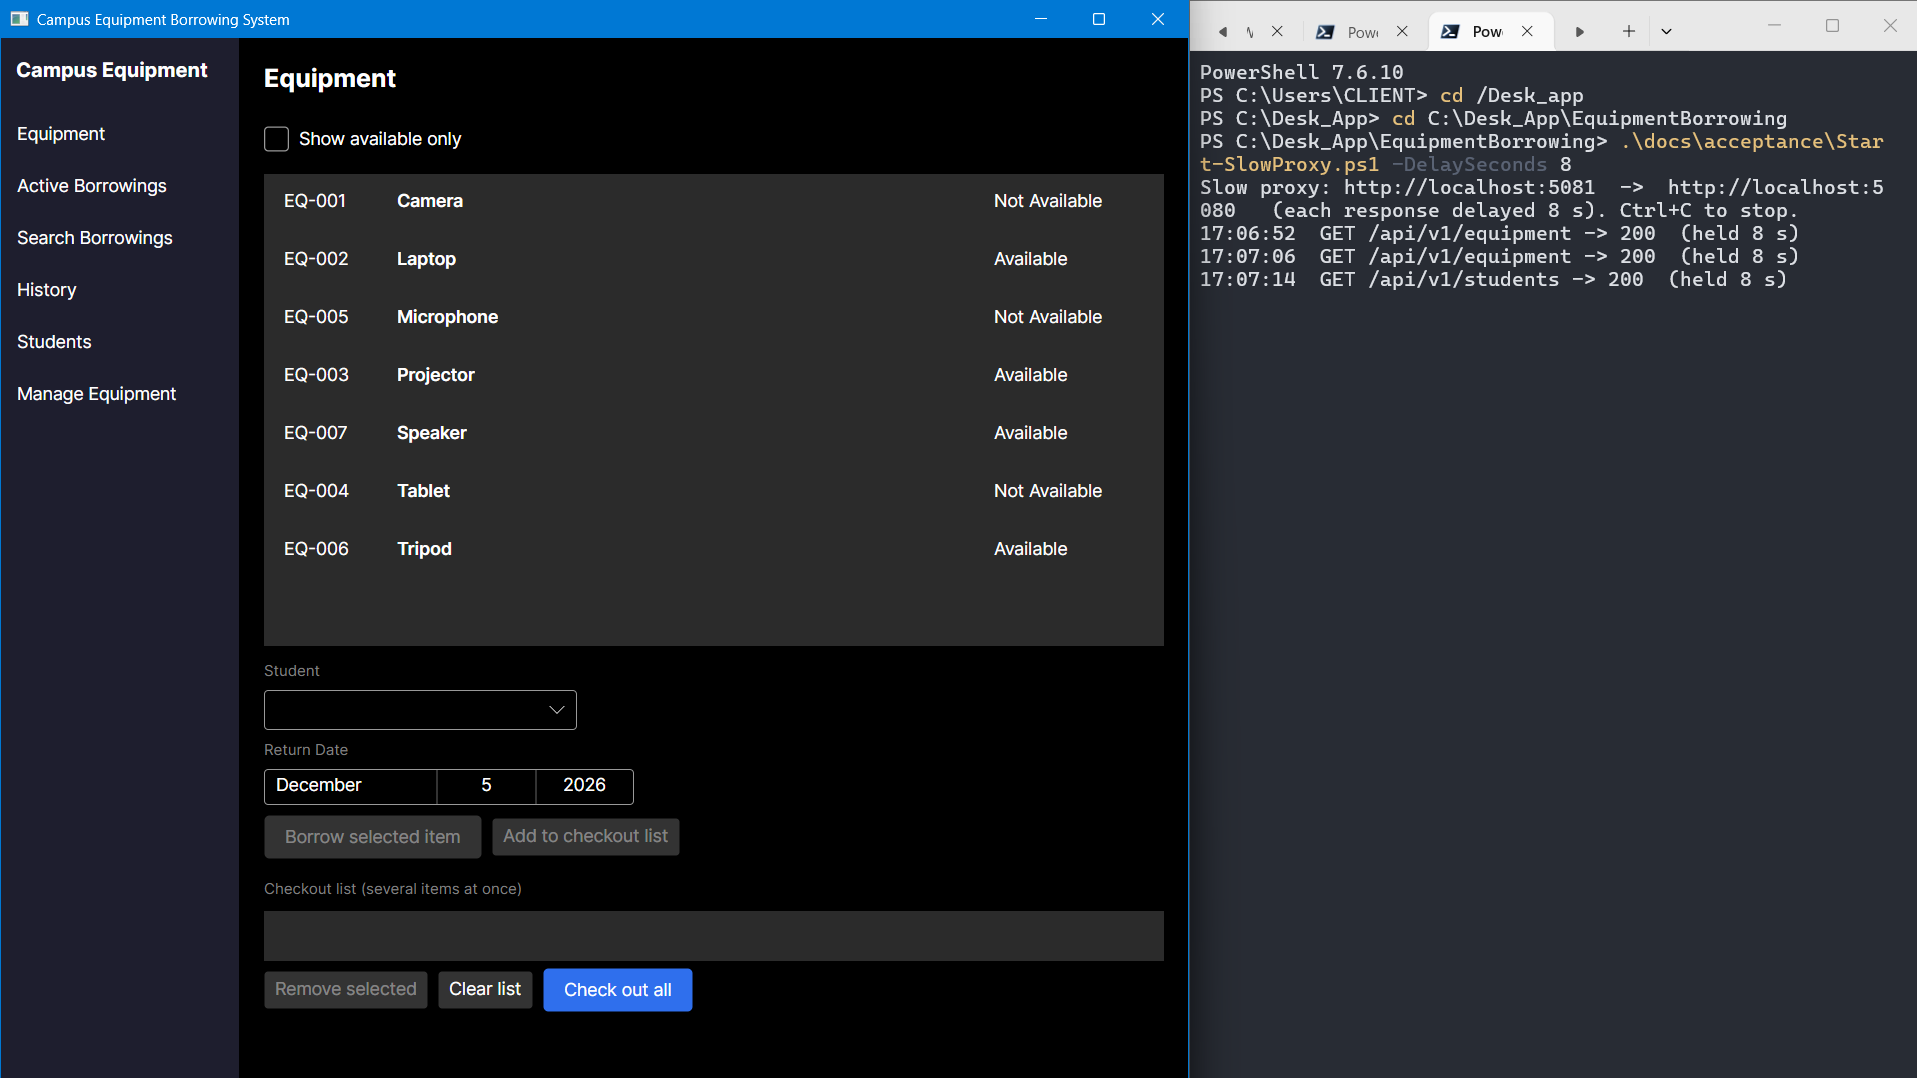 Campus Equipment Borrowing System
Campus Equipment
Equipment
Active Borrowings
Search Borrowings
History
Students
Manage Equipment
Equipment
Show available only
EQ-001 Camera Not Available
EQ-002 Laptop Available
EQ-005 Microphone Not Available
EQ-003 Projector Available
EQ-007 Speaker Available
EQ-004 Tablet Not Available
EQ-006 Tripod Available
Student
Return Date
December 5 2026
Borrow selected item Add to checkout list
Checkout list (several items at once)
Remove selected Clear list Check out all
Pow
PowerShell 7.6.10
PS C:\Users\CLIENT> cd /Desk_app
PS C:\Desk_App> cd C:\Desk_App\EquipmentBorrowing
PS C:\Desk_App\EquipmentBorrowing> .\docs\acceptance\Star
t-SlowProxy.ps1 -DelaySeconds 8
Slow proxy: http://localhost:5081  ->  http://localhost:5
080   (each response delayed 8 s). Ctrl+C to stop.
17:06:52  GET /api/v1/equipment -> 200  (held 8 s)
17:07:06  GET /api/v1/equipment -> 200  (held 8 s)
17:07:14  GET /api/v1/students -> 200  (held 8 s)